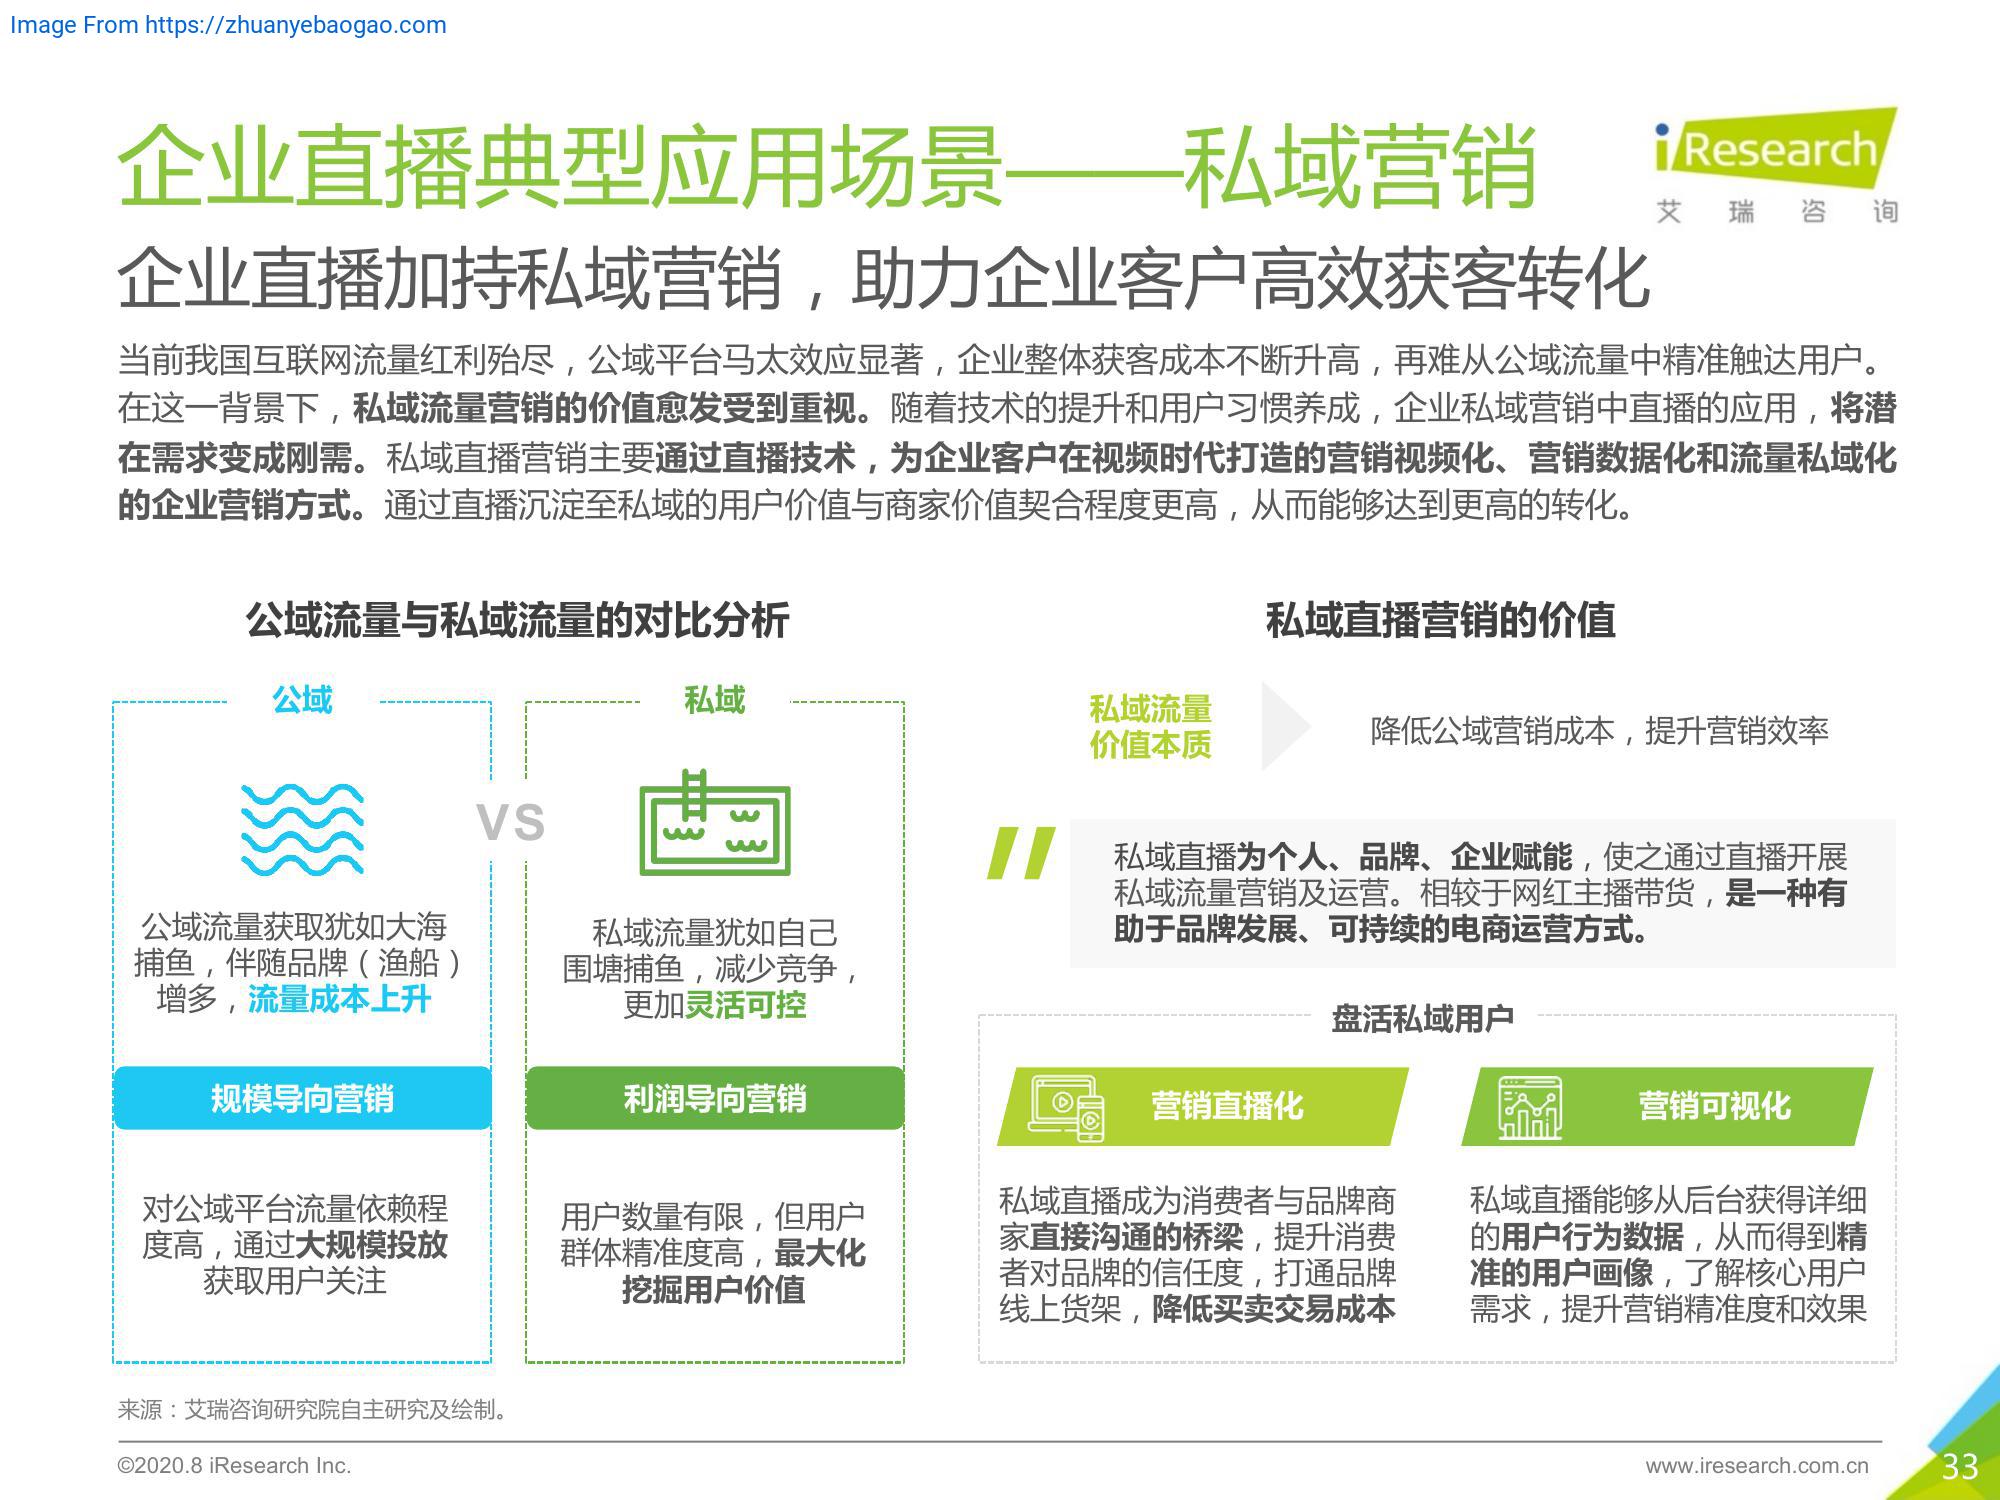 Image From https://zhuanyebaogao.com
企业直播典型应用场景——私域营销
iResearch
艾瑞咨询
企业直播加持私域营销，助力企业客户高效获客转化
当前我国互联网流量红利殆尽，公域平台马太效应显著，企业整体获客成本不断升高，再难从公域流量中精准触达用户。
在这一背景下，私域流量营销的价值愈发受到重视。随着技术的提升和用户习惯养成，企业私域营销中直播的应用，将潜
在需求变成刚需。私域直播营销主要通过直播技术，为企业客户在视频时代打造的营销视频化、营销数据化和流量私域化
的企业营销方式。通过直播沉淀至私域的用户价值与商家价值契合程度更高，从而能够达到更高的转化。
公域流量与私域流量的对比分析
公域
公域流量获取犹如大海
捕鱼，伴随品牌（渔船）
增多，流量成本上升
规模导向营销
对公域平台流量依赖程
度高，通过大规模投放
获取用户关注
VS
私域
私域流量犹如自己
围塘捕鱼，减少竞争，
更加灵活可控
利润导向营销
用户数量有限，但用户
群体精准度高，最大化
挖掘用户价值
私域直播营销的价值
私域流量
价值本质
降低公域营销成本，提升营销效率
私域直播为个人、品牌、企业赋能，使之通过直播开展
私域流量营销及运营。相较于网红主播带货，是一种有
助于品牌发展、可持续的电商运营方式。
盘活私域用户
营销直播化
私域直播成为消费者与品牌商
家直接沟通的桥梁，提升消费
者对品牌的信任度，打通品牌
线上货架，降低买卖交易成本
营销可视化
私域直播能够从后台获得详细
的用户行为数据，从而得到精
准的用户画像，了解核心用户
需求，提升营销精准度和效果
来源：艾瑞咨询研究院自主研究及绘制。
©2020.8 iResearch Inc.
www.iresearch.com.cn
33